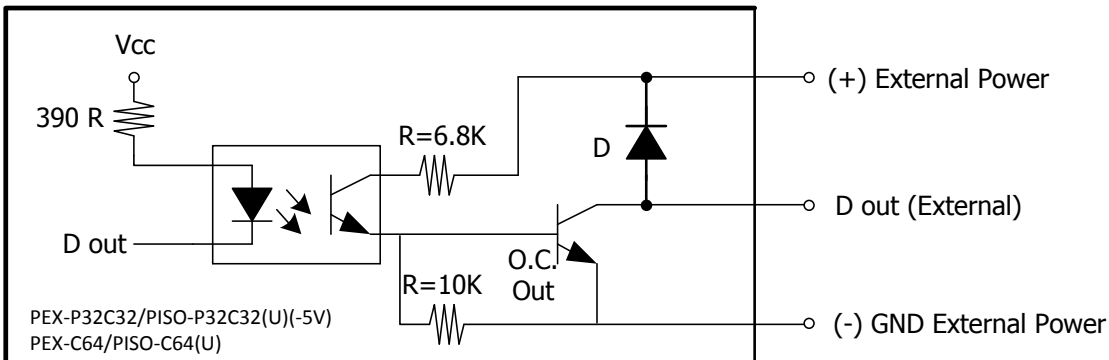 Vcc
390 R
(+) External Power
R=6.8K
D
D out (External)
D out
O.C.
Out
R=10K
(-) GND External Power
PEX-P32C32/PISO-P32C32(U)(-5V)
PEX-C64/PISO-C64(U)